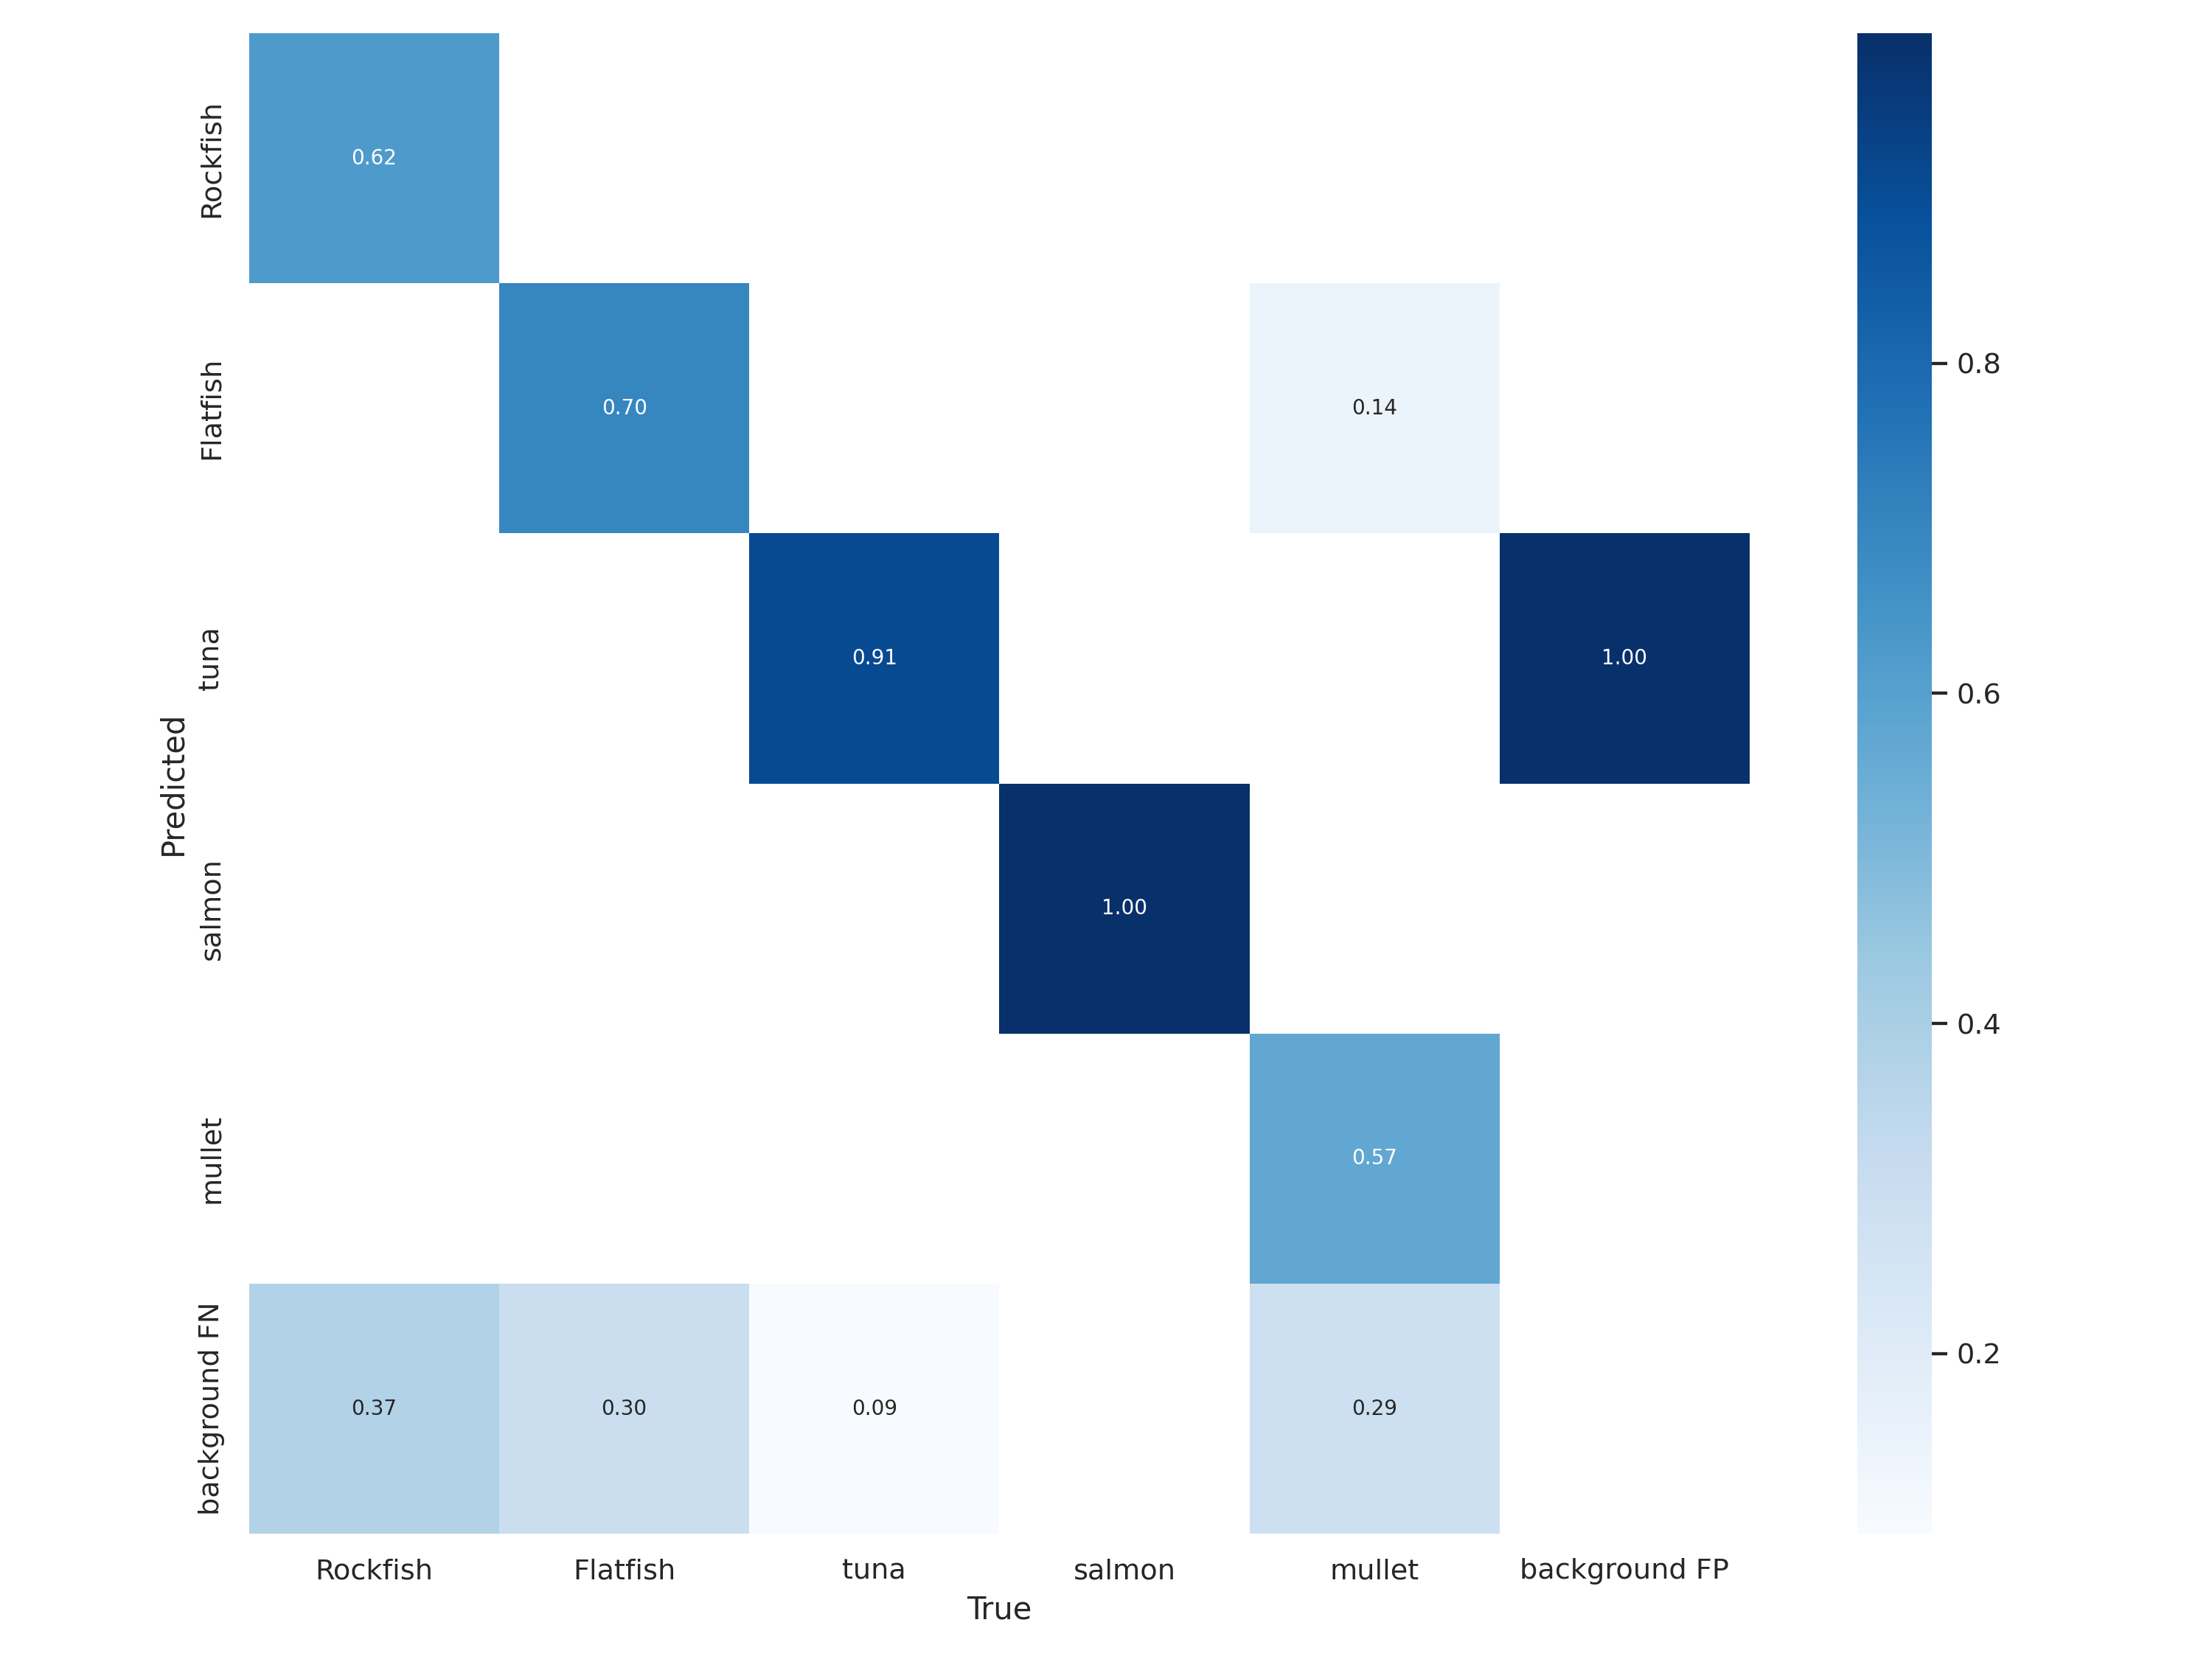 Predicted
Rockfish
Flatfish
tuna
salmon
mullet
background FN
0.62
0.70
0.14
0.91
1.00
1.00
0.57
0.37
0.30
0.09
0.29
Rockfish
Flatfish
tuna
salmon
mullet
background FP
True
0.8
0.6
0.4
0.2